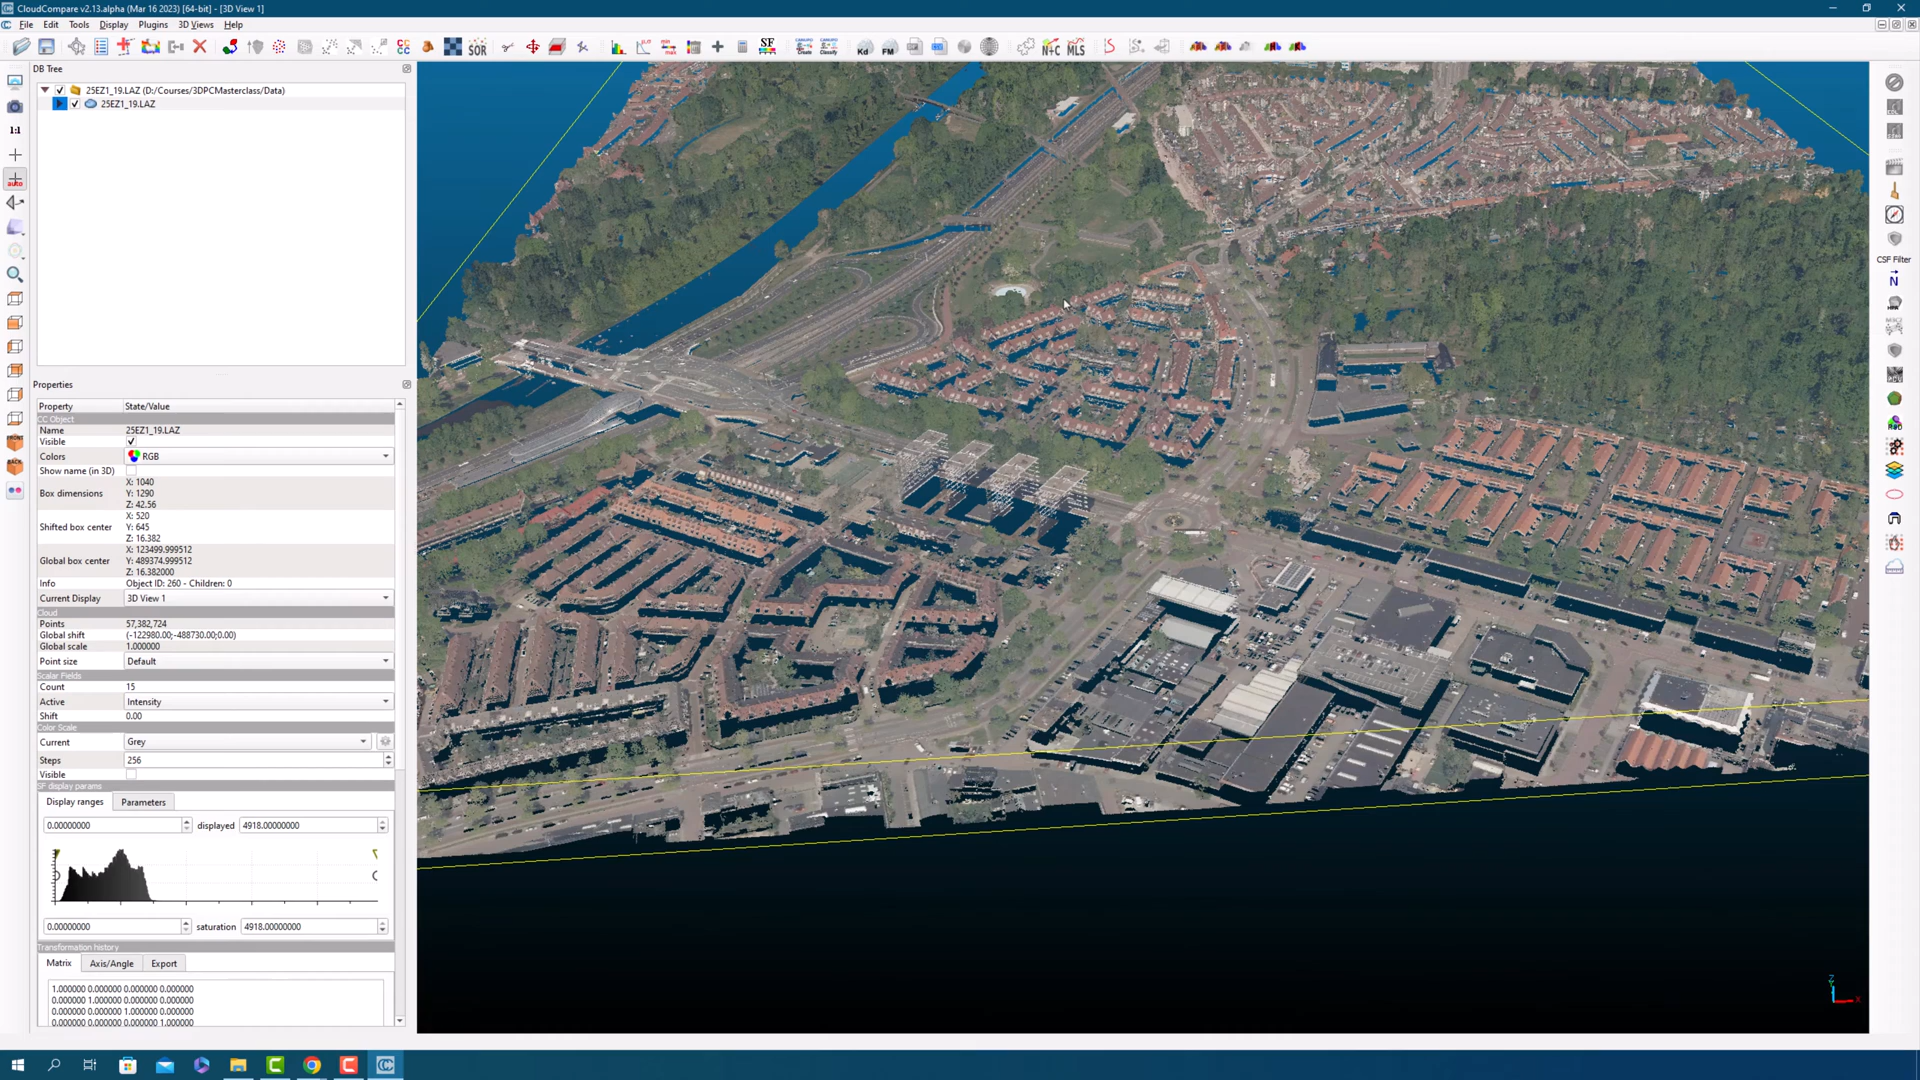 CloudCompare v2.13.alpha (Mar 16 2023) [64-bit] - [3D View 1]
File Edit Tools Display Plugins 3D Views Help
SOR SF Kd FM N+C MLS
DB Tree
25EZ1_19.LAZ (D:/Courses/3DPCMasterclass/Data)
25EZ1_19.LAZ
1:1
auto
FRONT
BACK
CSF Filter
N
Properties
Property State/Value
CC Object
Name 25EZ1_19.LAZ
Visible
Colors RGB
Show name (in 3D)
Box dimensions X: 1040
Y: 1290
Z: 42.56
Shifted box center X: 520
Y: 645
Z: 16.382
Global box center X: 123499.999512
Y: 489374.999512
Z: 16.382000
Info Object ID: 260 - Children: 0
Current Display 3D View 1
Cloud
Points 57,382,724
Global shift (-122980.00;-488730.00;0.00)
Global scale 1.000000
Point size Default
Scalar Fields
Count 15
Active Intensity
Shift 0.00
Color Scale
Current Grey
Steps 256
Visible
SF display params
Display ranges Parameters
0.00000000 displayed 4918.00000000
0.00000000 saturation 4918.00000000
Transformation history
Matrix Axis/Angle Export
1.000000 0.000000 0.000000 0.000000
0.000000 1.000000 0.000000 0.000000
0.000000 0.000000 1.000000 0.000000
0.000000 0.000000 0.000000 1.000000